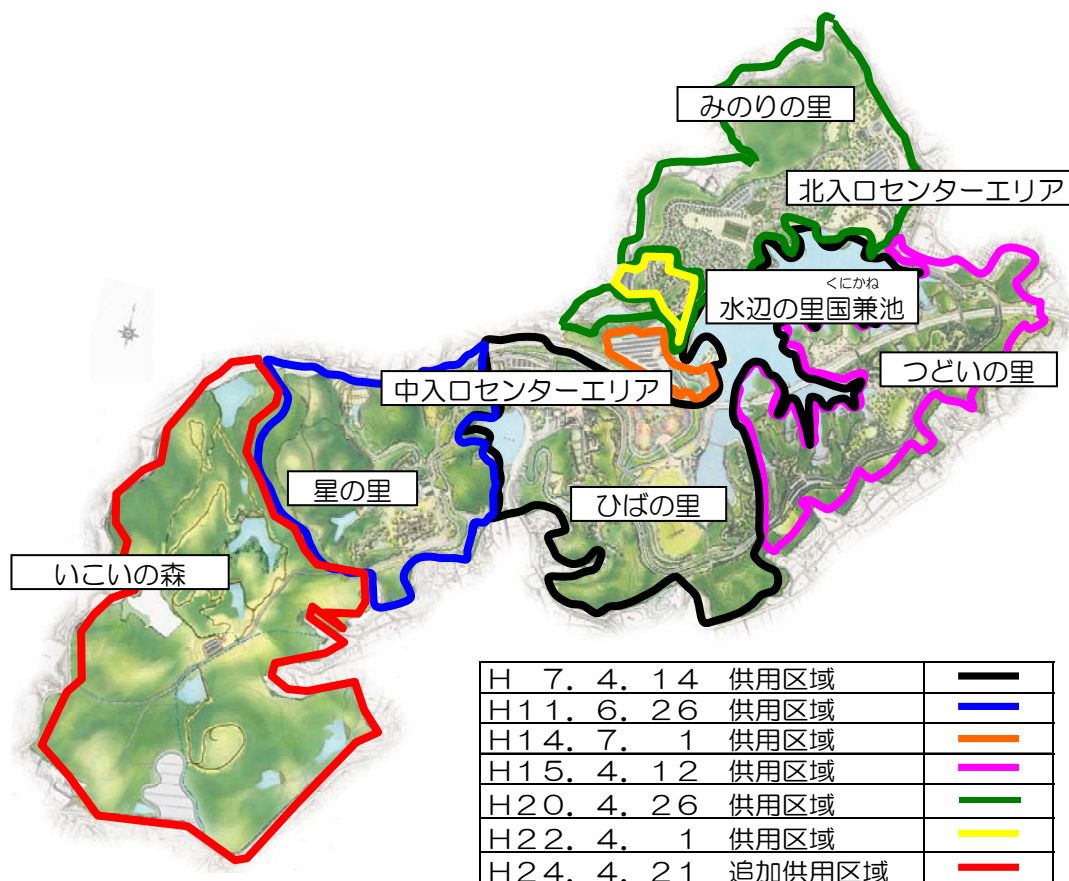 みのりの里
北入口センターエリア
くにかね
水辺の里国兼池
つどいの里
中入口センターエリア
星の里
ひばの里
いこいの森
H 7. 4. 14 供用区域
H11. 6. 26 供用区域
H14. 7. 1 供用区域
H15. 4. 12 供用区域
H20. 4. 26 供用区域
H22. 4. 1 供用区域
H24. 4. 21 追加供用区域